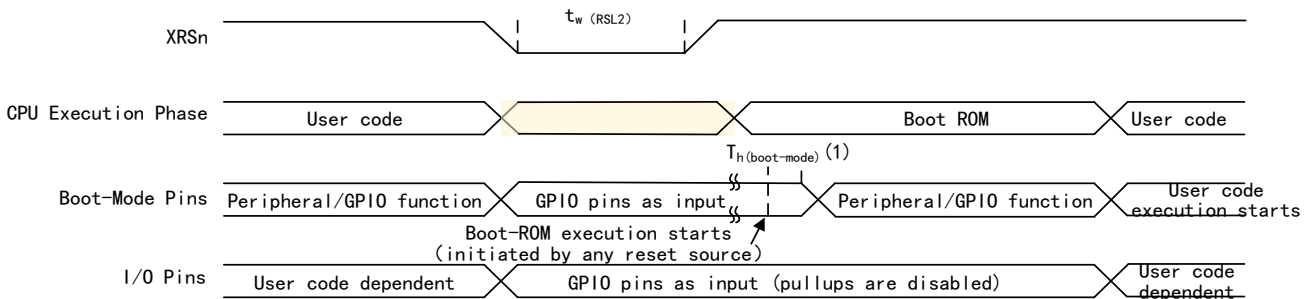 XRSn
tw (RSL2)
CPU Execution Phase
User code
Boot ROM
User code
Th(boot-mode) (1)
Boot-Mode Pins
Peripheral/GPIO function
GPIO pins as input
Peripheral/GPIO function
User code
execution starts
Boot-ROM execution starts
(initiated by any reset source)
I/O Pins
User code dependent
GPIO pins as input (pullups are disabled)
User code
dependent